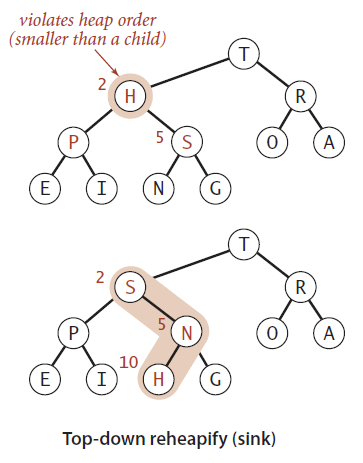 violates heap order
(smaller than a child)
T
2
H
R
P
5
S
O
A
E
I
N
G
T
2
S
R
P
5
N
O
A
10
E
I
H
G
Top-down reheapify (sink)